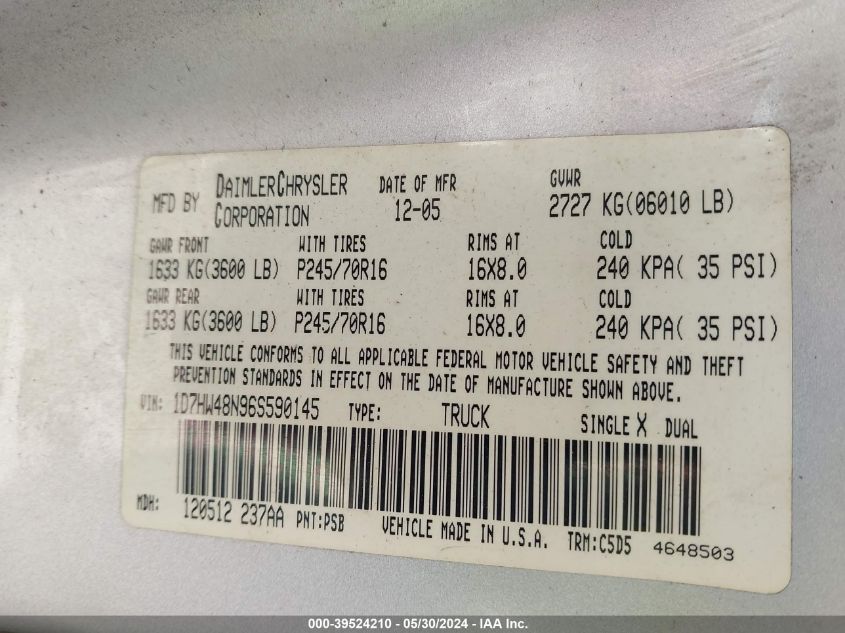 MFD BY DAIMLERCHRYSLER CORPORATION DATE OF MFR 12-05 GVWR 2727 KG(06010 LB)
GAWR FRONT WITH TIRES RIMS AT COLD
1633 KG(3600 LB) P245/70R16 16X8.0 240 KPA( 35 PSI)
GAWR REAR WITH TIRES RIMS AT COLD
1633 KG(3600 LB) P245/70R16 16X8.0 240 KPA( 35 PSI)
THIS VEHICLE CONFORMS TO ALL APPLICABLE FEDERAL MOTOR VEHICLE SAFETY AND THEFT
PREVENTION STANDARDS IN EFFECT ON THE DATE OF MANUFACTURE SHOWN ABOVE.
VIN: 1D7HW48N96S590145 TYPE: TRUCK SINGLE X DUAL
MDH: 120512 237AA PNT:PSB VEHICLE MADE IN U.S.A. TRM:C5D5 4648503
000-39524210 - 05/30/2024 - IAA Inc.